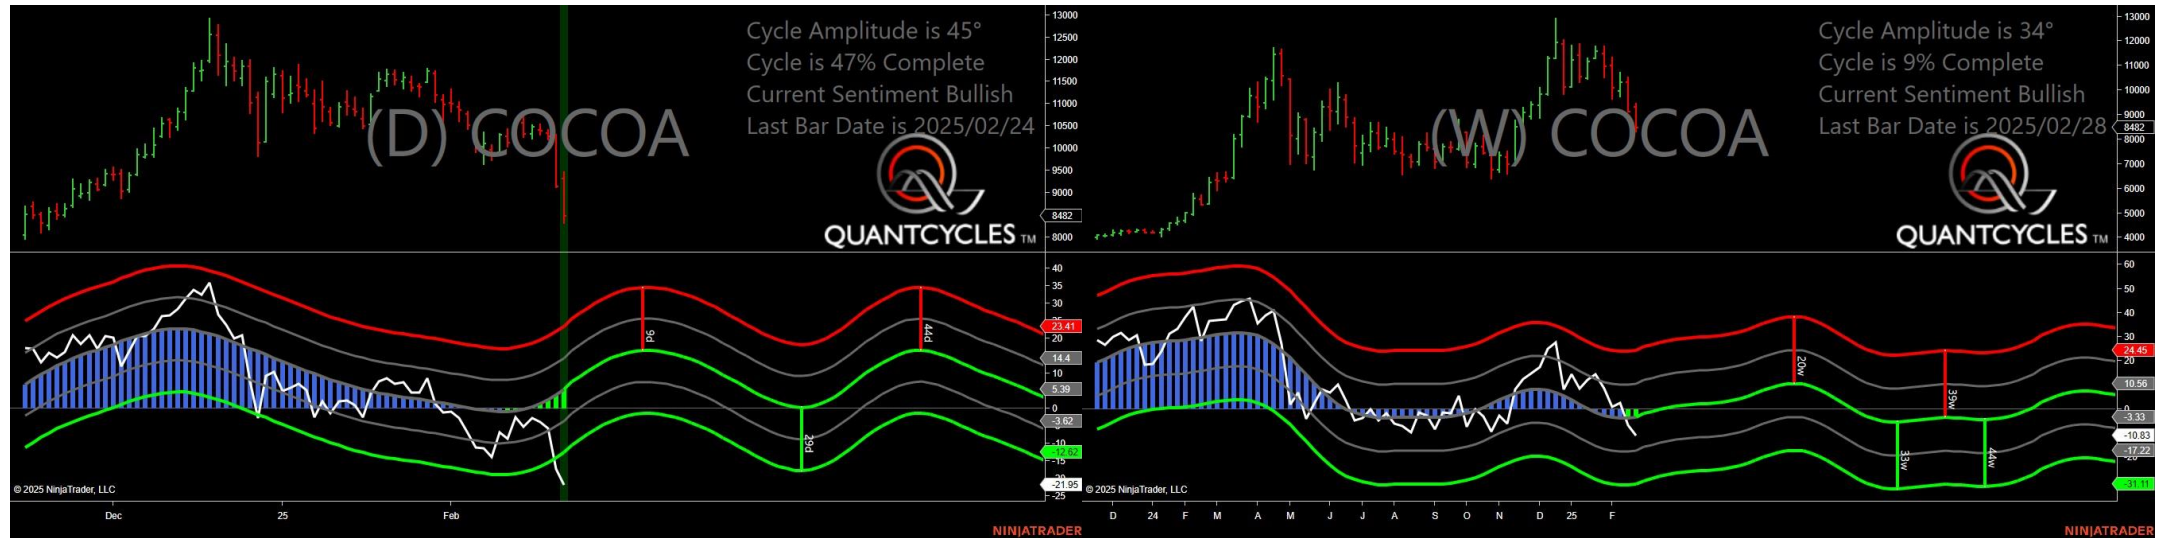 Cycle Amplitude is 45°
Cycle is 47% Complete
Current Sentiment Bullish
Last Bar Date is 2025/02/24
(D) COCOA
QUANTCYCLES TM
13000
12500
12000
11500
11000
10500
10000
9500
9000
8482
8000
40
35
30
23.41
20
14.4
5.39
0
-3.62
-12.62
-15
-21.95
-25
9d
29d
44d
© 2025 NinjaTrader, LLC
Dec 25 Feb
NINJATRADER
Cycle Amplitude is 34°
Cycle is 9% Complete
Current Sentiment Bullish
Last Bar Date is 2025/02/28
(W) COCOA
QUANTCYCLES TM
13000
12000
11000
10000
9000
8482
8000
7000
6000
5000
4000
60
50
40
30
24.45
20
10.56
-3.33
-10.83
-17.22
-31.11
20w
33w
39w
44w
© 2025 NinjaTrader, LLC
D 24 F M A M J J A S O N D 25 F
NINJATRADER